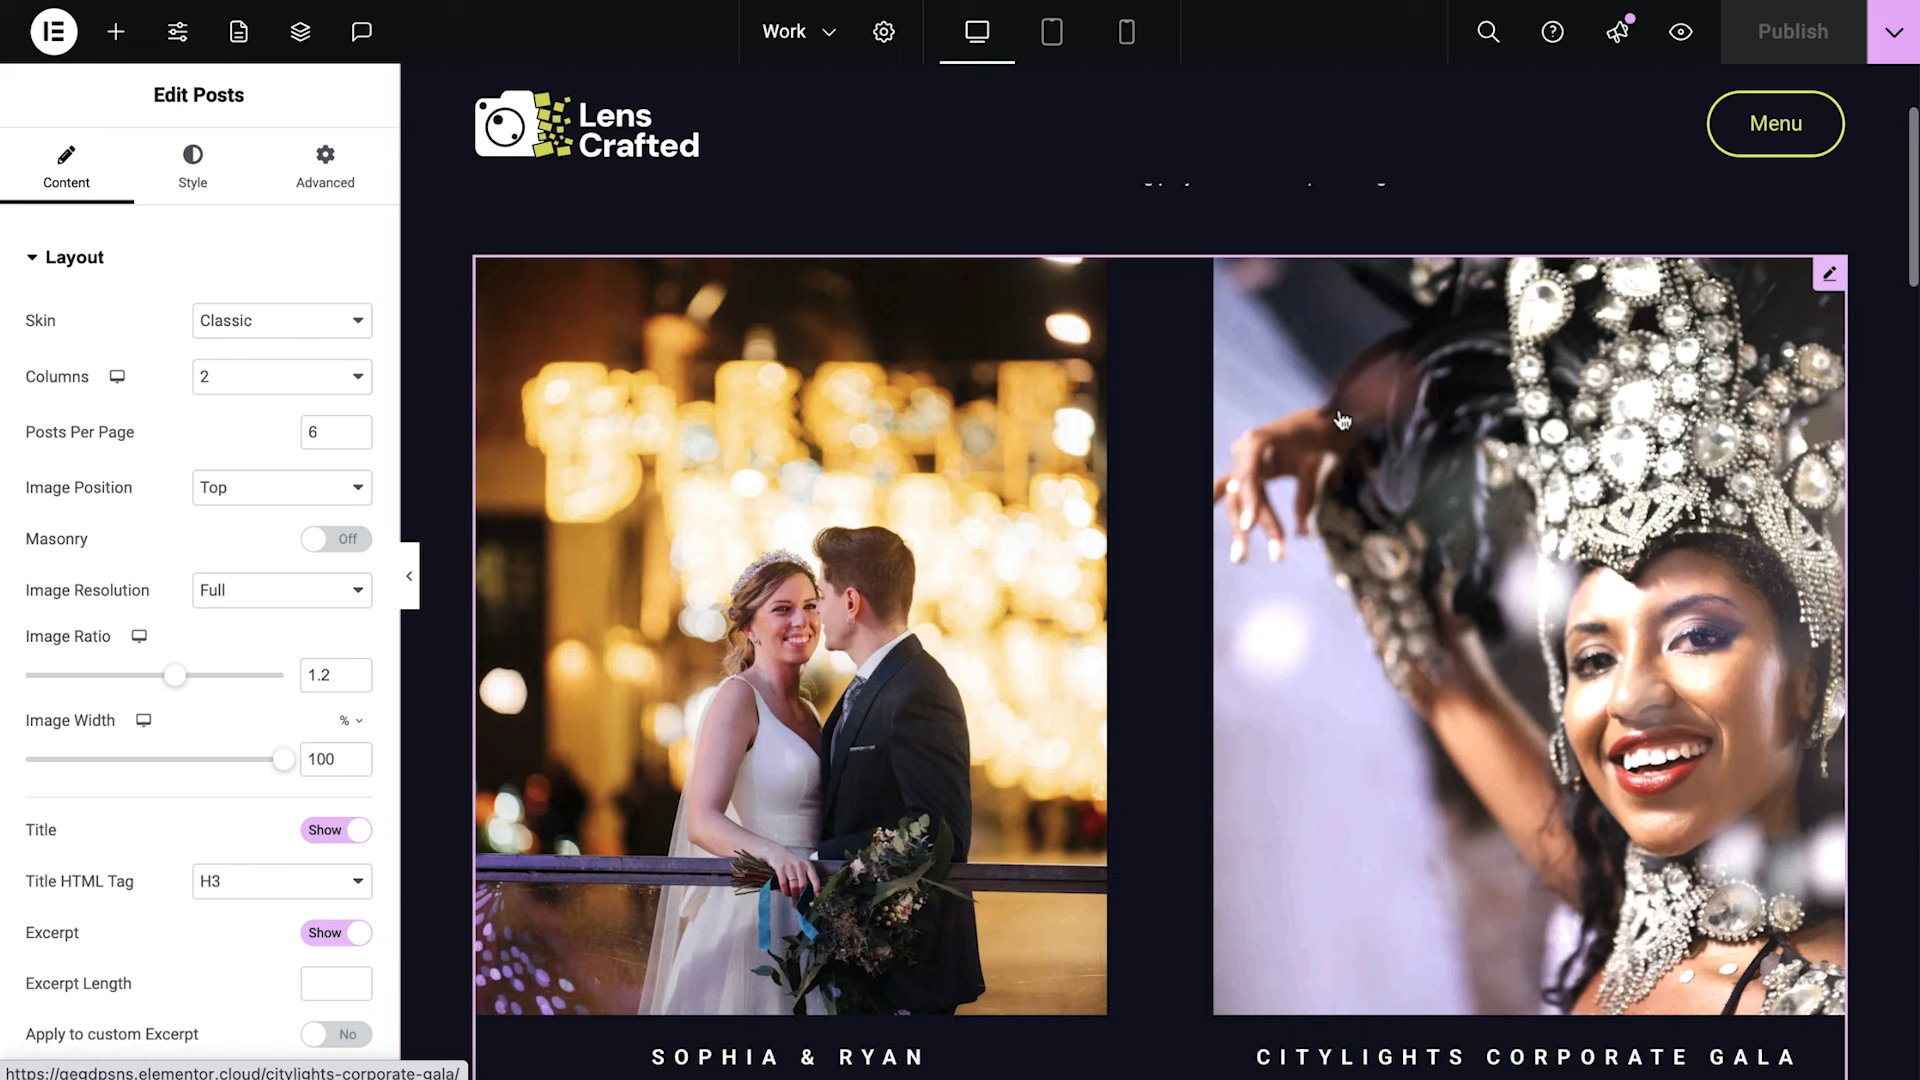 Work
Publish
Edit Posts
Content
Style
Advanced
Layout
Skin
Classic
Columns
2
Posts Per Page
6
Image Position
Top
Masonry
Off
Image Resolution
Full
Image Ratio
1.2
Image Width
%
100
Title
Show
Title HTML Tag
H3
Excerpt
Show
Excerpt Length
Apply to custom Excerpt
No
https://gegdpsns.elementor.cloud/citylights-corporate-gala/
Lens
Crafted
Menu
SOPHIA & RYAN
CITYLIGHTS CORPORATE GALA